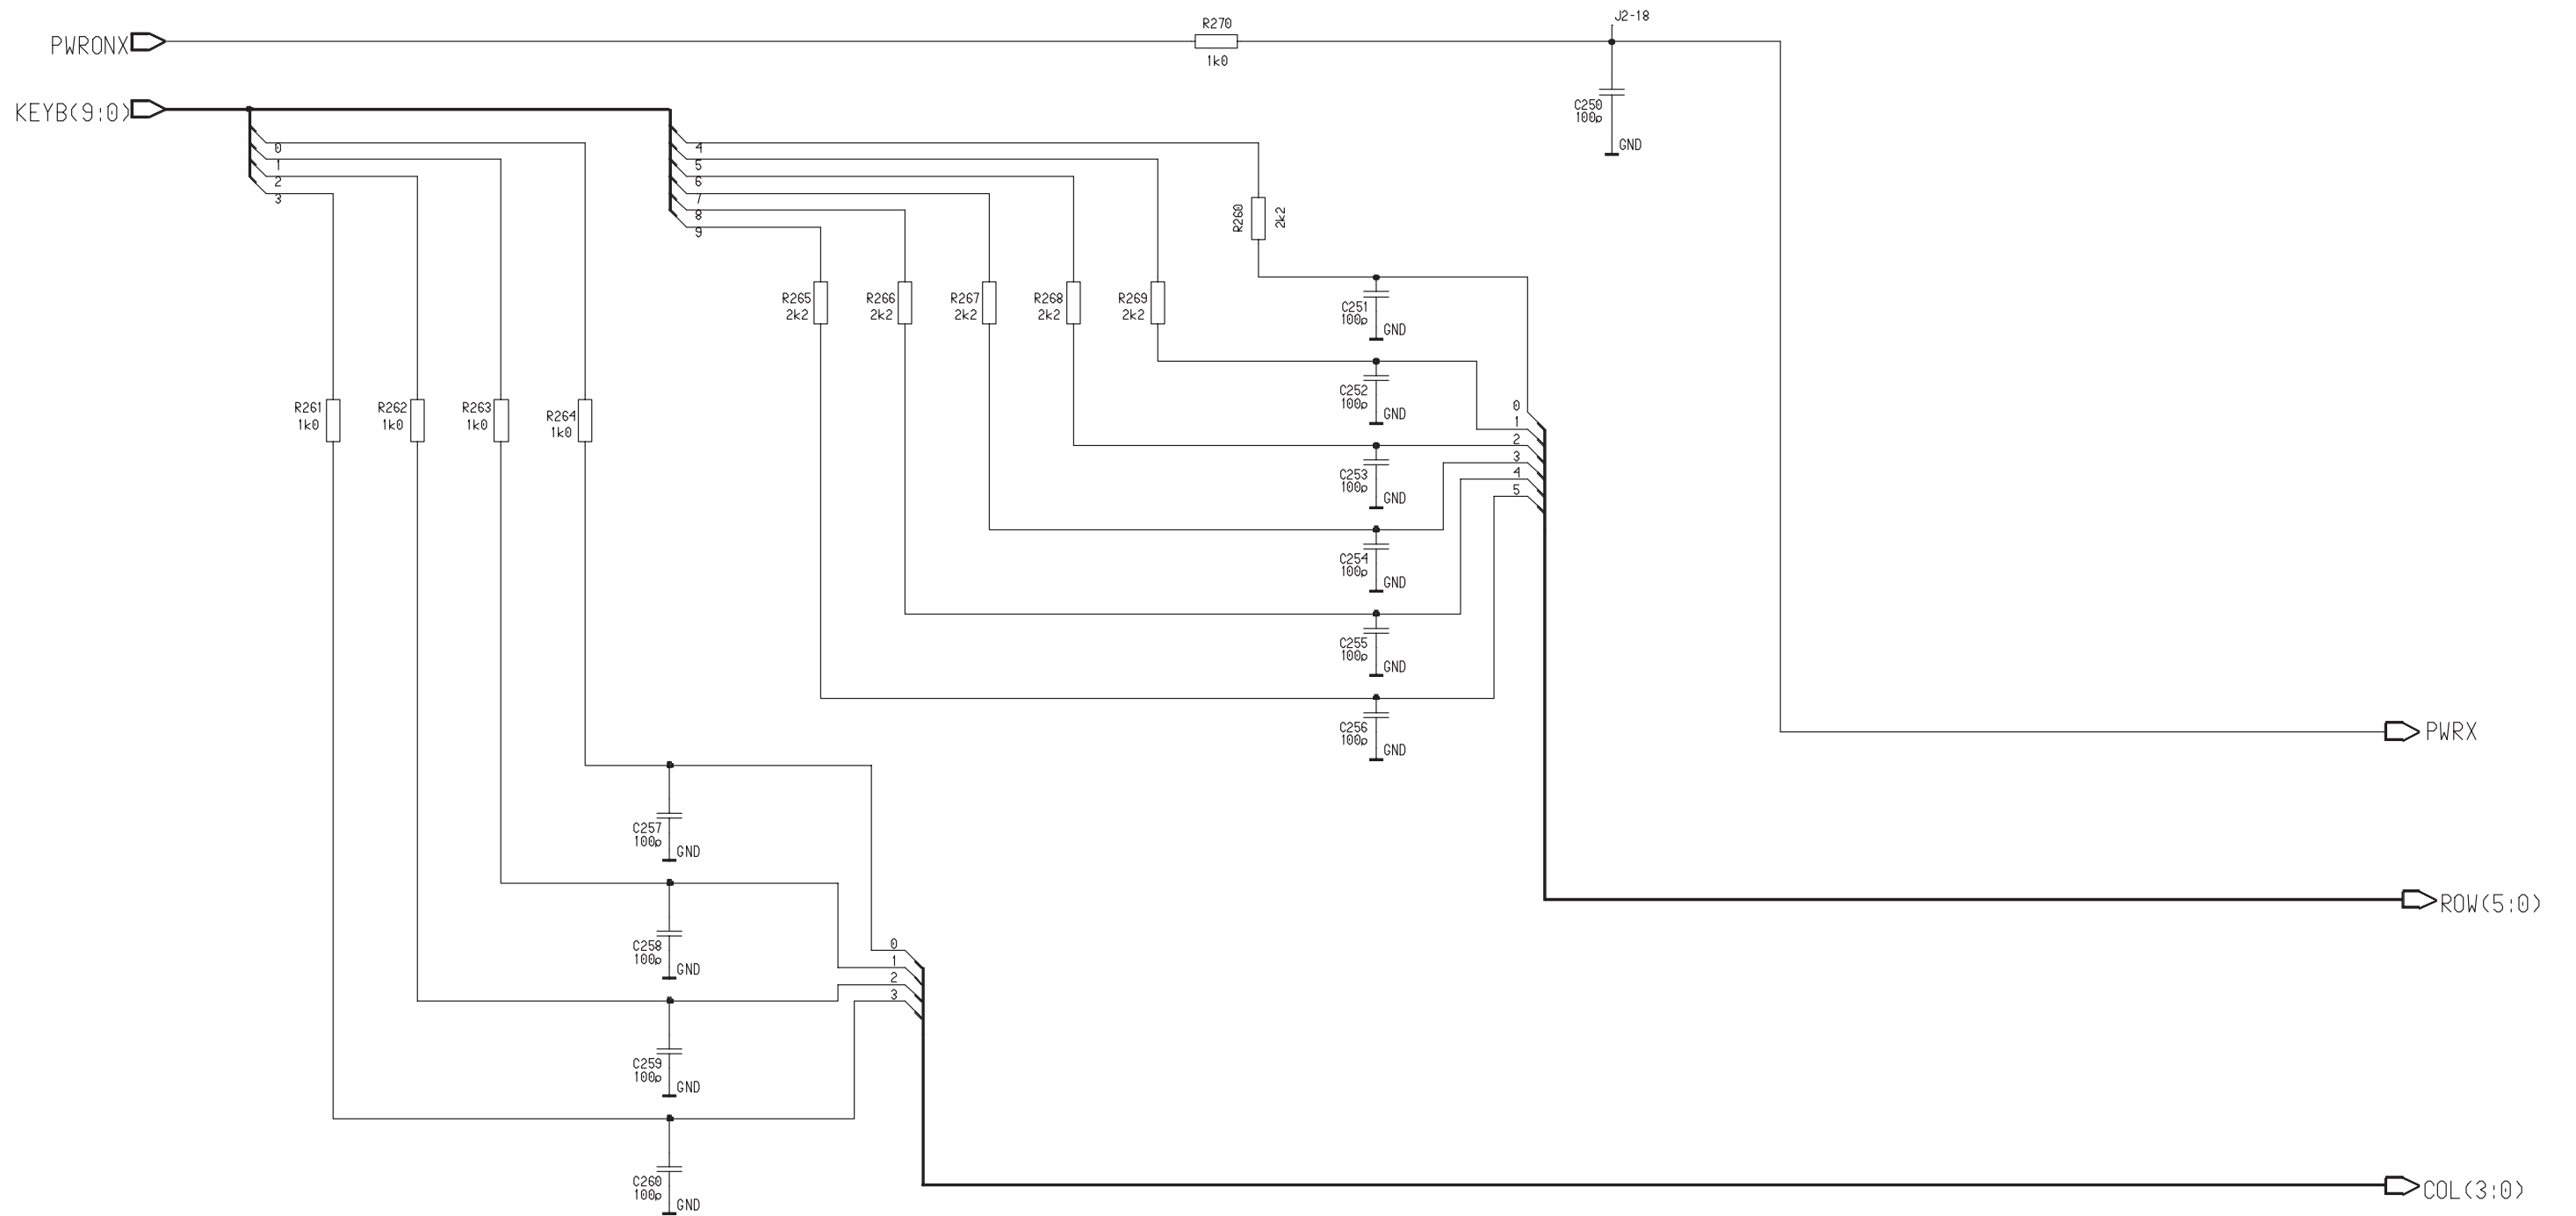 J2-18
R270
PWRONX
1k0
C250
100p
GND
KEYB(9:0)
0
1
2
3
4
5
6
7
8
9
R260
2k2
R265
2k2
R266
2k2
R267
2k2
R268
2k2
R269
2k2
C251
100p
GND
C252
100p
GND
C253
100p
GND
C254
100p
GND
C255
100p
GND
C256
100p
GND
0
1
2
3
4
5
R261
1k0
R262
1k0
R263
1k0
R264
1k0
PWRX
C257
100p
GND
C258
100p
GND
C259
100p
GND
C260
100p
GND
0
1
2
3
ROW(5:0)
COL(3:0)